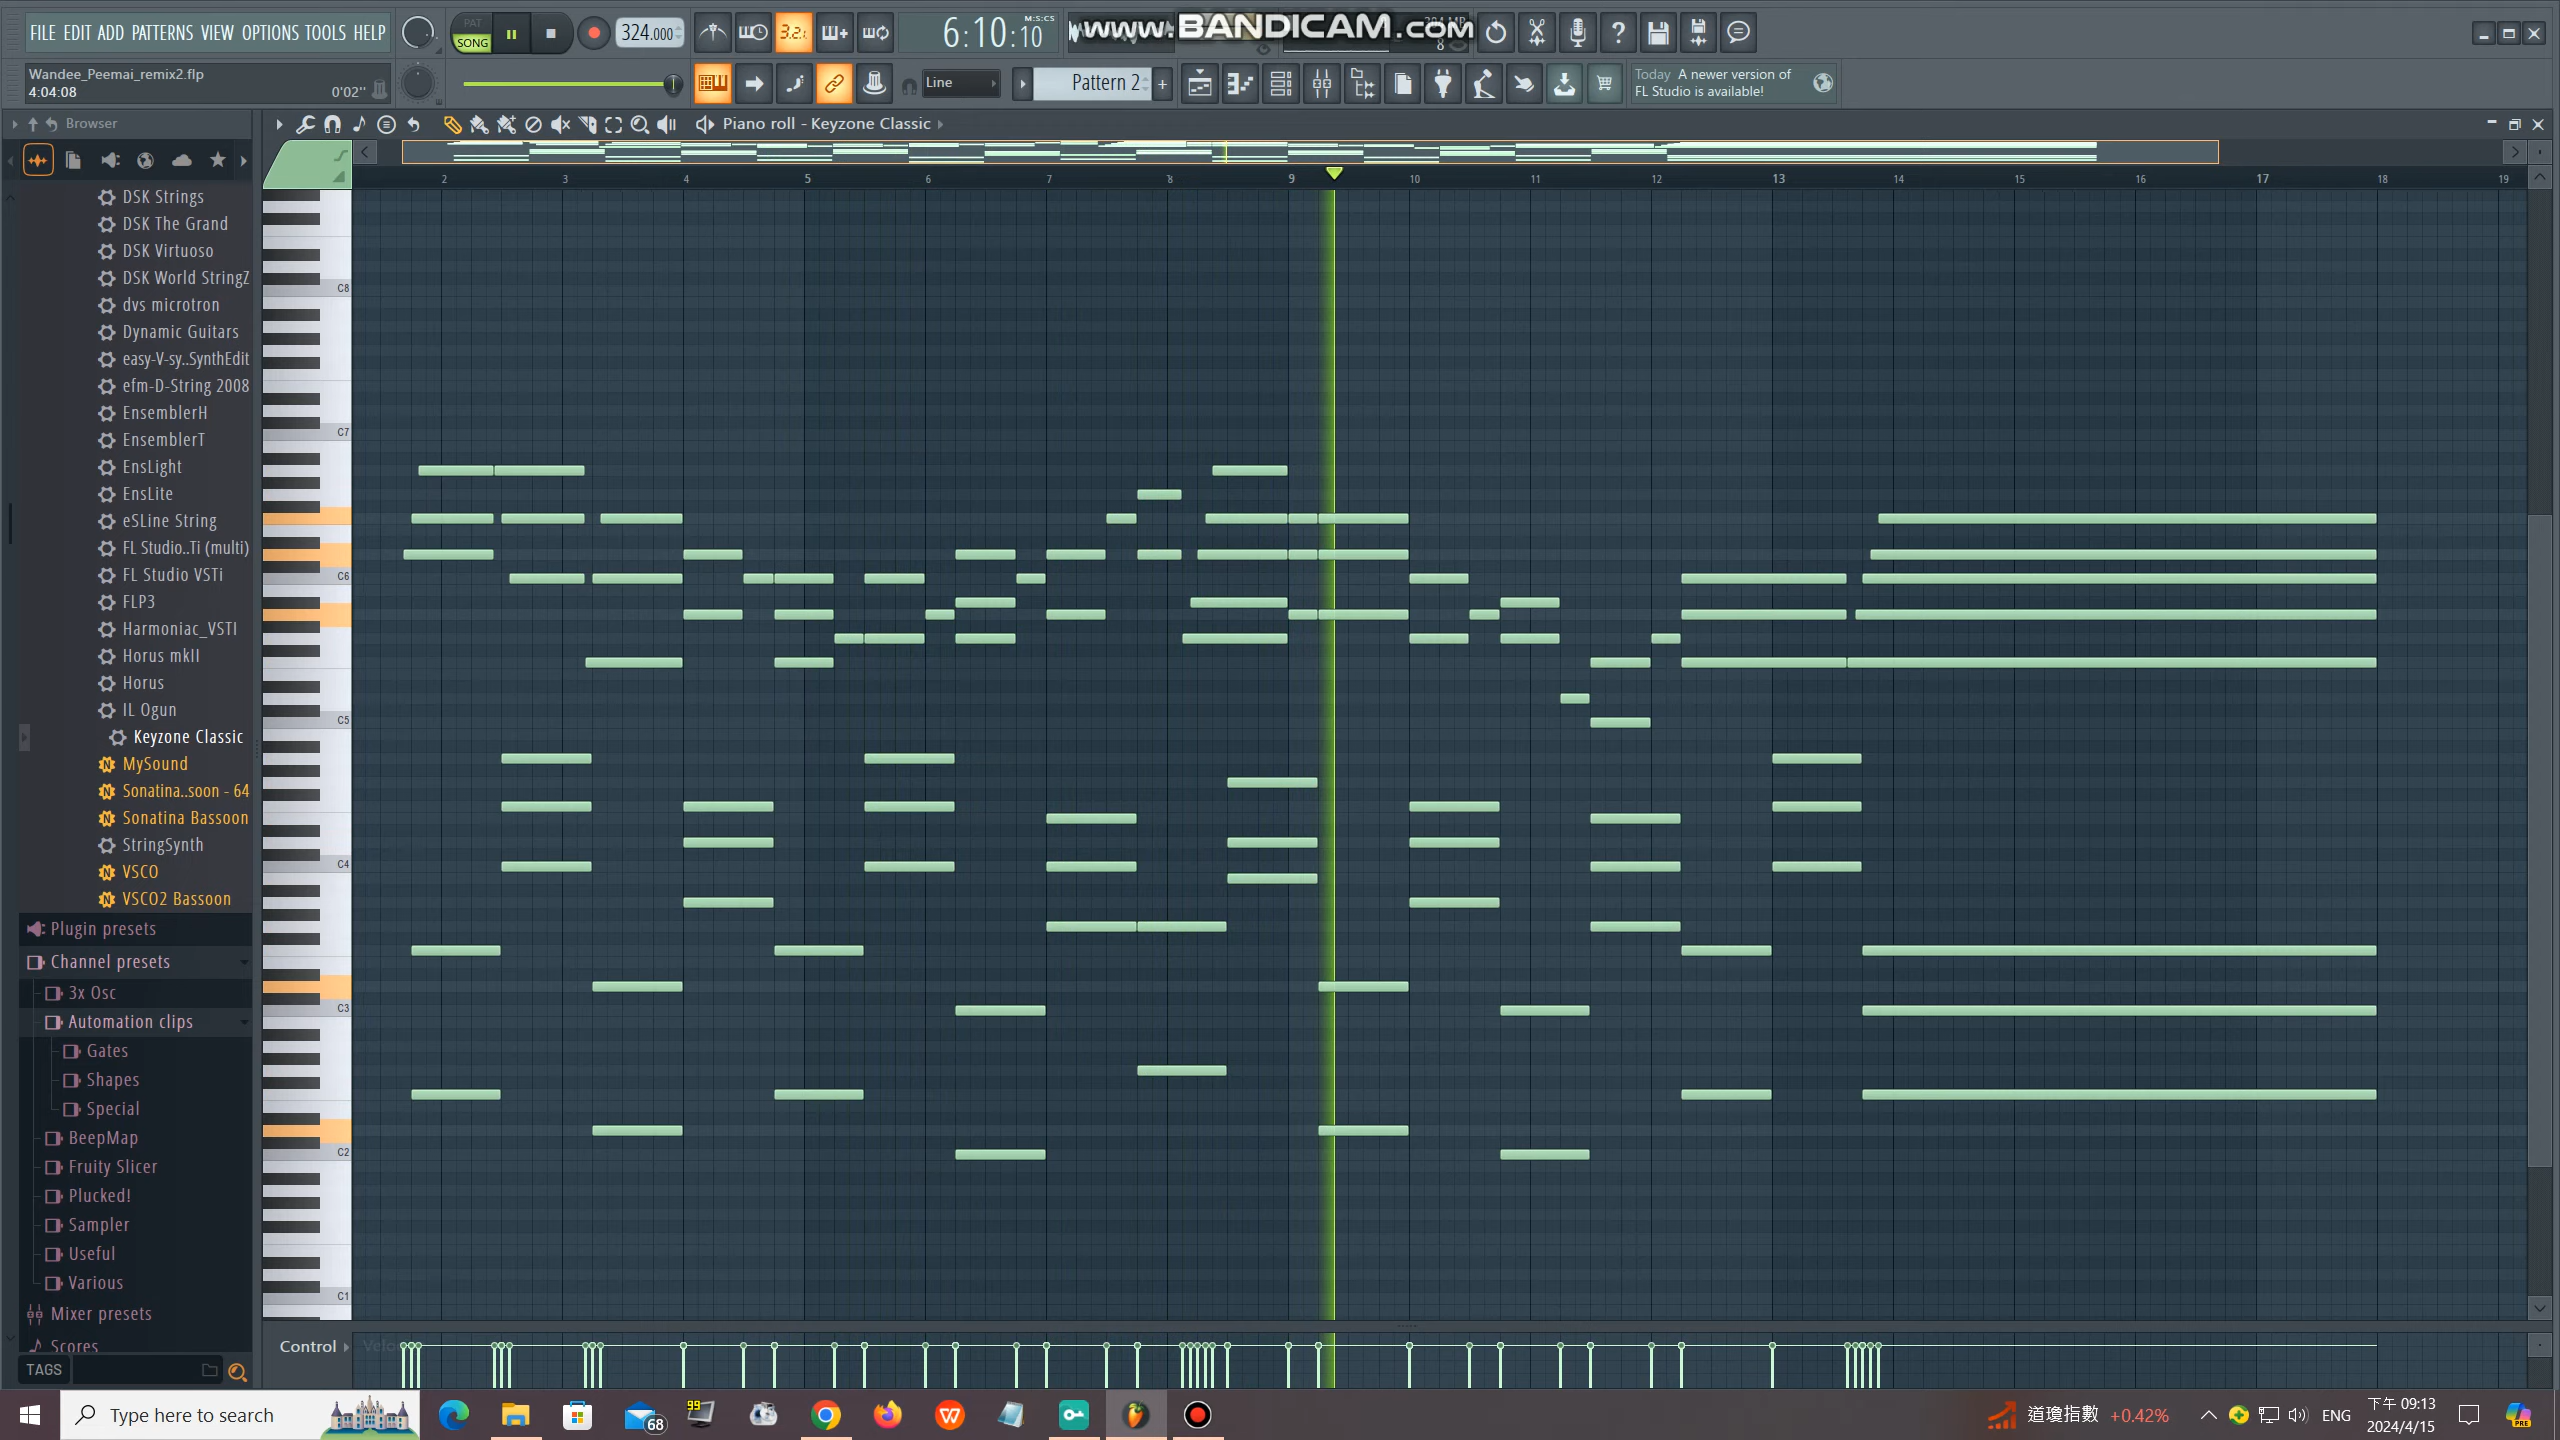 FILE EDIT ADD PATTERNS VIEW OPTIONS TOOLS HELP
PAT
SONG
324.000
3.2.
6:10:10
M:S:CS
www.BANDICAM.com
8
Wandee_Peemai_remix2.flp
4:04:08
0'02''
Line
Pattern 2
Today A newer version of
FL Studio is available!
Browser
Piano roll - Keyzone Classic
2 3 4 5 6 7 8 9 10 11 12 13 14 15 16 17 18 19
DSK Strings
DSK The Grand
DSK Virtuoso
DSK World StringZ
dvs microtron
Dynamic Guitars
easy-V-sy..SynthEdit
efm-D-String 2008
EnsemblerH
EnsemblerT
EnsLight
EnsLite
eSLine String
FL Studio..Ti (multi)
FL Studio VSTi
FLP3
Harmoniac_VSTI
Horus mkII
Horus
IL Ogun
Keyzone Classic
MySound
Sonatina..soon - 64
Sonatina Bassoon
StringSynth
VSCO
VSCO2 Bassoon
Plugin presets
Channel presets
3x Osc
Automation clips
Gates
Shapes
Special
BeepMap
Fruity Slicer
Plucked!
Sampler
Useful
Various
Mixer presets
Scores
TAGS
C8
C7
C6
C5
C4
C3
C2
C1
Control
Type here to search
68
99
道瓊指數 +0.42%
ENG
下午 09:13
2024/4/15
PRE